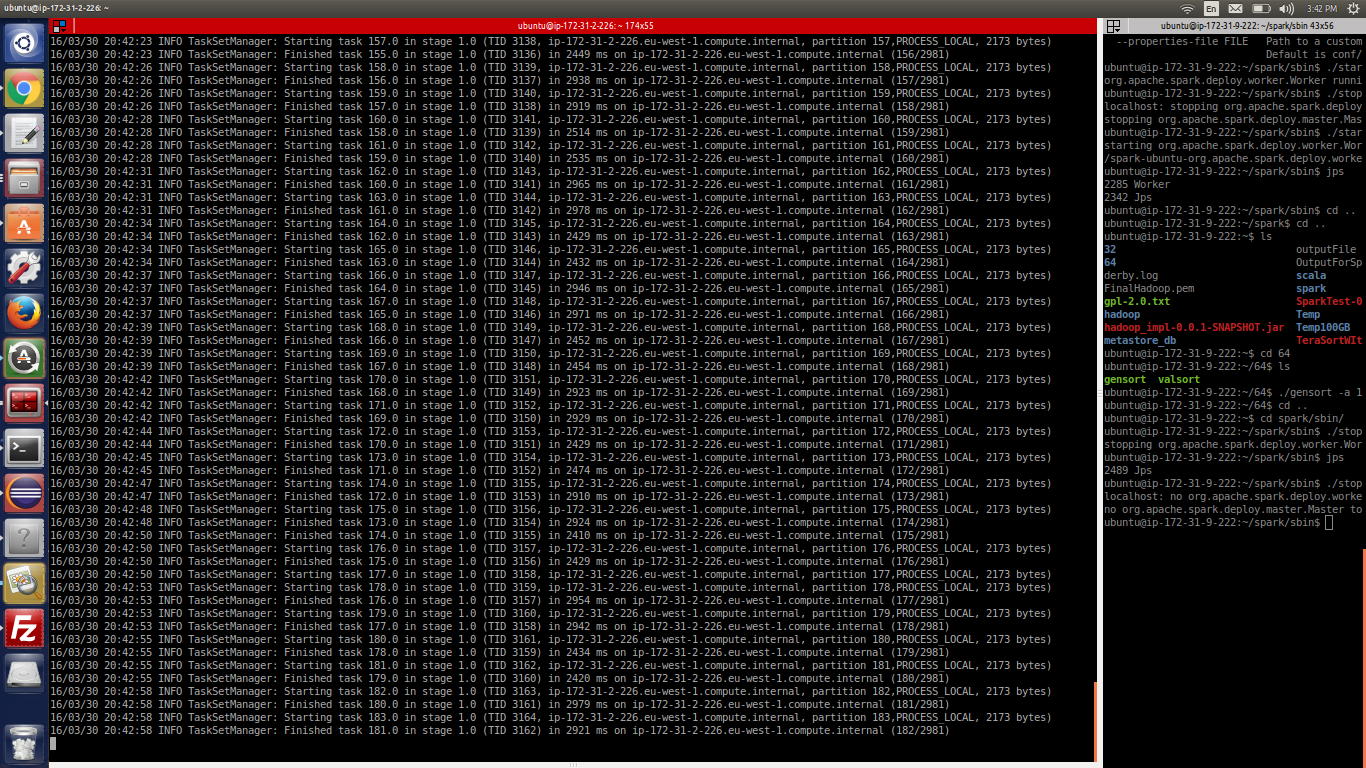 ubuntu@ip-172-31-2-226: ~
En
3:42 PM
ubuntu@ip-172-31-2-226: ~ 174x55
16/03/30 20:42:23 INFO TaskSetManager: Starting task 157.0 in stage 1.0 (TID 3138, ip-172-31-2-226.eu-west-1.compute.internal, partition 157,PROCESS_LOCAL, 2173 bytes)
16/03/30 20:42:23 INFO TaskSetManager: Finished task 155.0 in stage 1.0 (TID 3136) in 2449 ms on ip-172-31-2-226.eu-west-1.compute.internal (156/2981)
16/03/30 20:42:26 INFO TaskSetManager: Starting task 158.0 in stage 1.0 (TID 3139, ip-172-31-2-226.eu-west-1.compute.internal, partition 158,PROCESS_LOCAL, 2173 bytes)
16/03/30 20:42:26 INFO TaskSetManager: Finished task 156.0 in stage 1.0 (TID 3137) in 2938 ms on ip-172-31-2-226.eu-west-1.compute.internal (157/2981)
16/03/30 20:42:26 INFO TaskSetManager: Starting task 159.0 in stage 1.0 (TID 3140, ip-172-31-2-226.eu-west-1.compute.internal, partition 159,PROCESS_LOCAL, 2173 bytes)
16/03/30 20:42:26 INFO TaskSetManager: Finished task 157.0 in stage 1.0 (TID 3138) in 2919 ms on ip-172-31-2-226.eu-west-1.compute.internal (158/2981)
16/03/30 20:42:28 INFO TaskSetManager: Starting task 160.0 in stage 1.0 (TID 3141, ip-172-31-2-226.eu-west-1.compute.internal, partition 160,PROCESS_LOCAL, 2173 bytes)
16/03/30 20:42:28 INFO TaskSetManager: Finished task 158.0 in stage 1.0 (TID 3139) in 2514 ms on ip-172-31-2-226.eu-west-1.compute.internal (159/2981)
16/03/30 20:42:28 INFO TaskSetManager: Starting task 161.0 in stage 1.0 (TID 3142, ip-172-31-2-226.eu-west-1.compute.internal, partition 161,PROCESS_LOCAL, 2173 bytes)
16/03/30 20:42:28 INFO TaskSetManager: Finished task 159.0 in stage 1.0 (TID 3140) in 2535 ms on ip-172-31-2-226.eu-west-1.compute.internal (160/2981)
16/03/30 20:42:31 INFO TaskSetManager: Starting task 162.0 in stage 1.0 (TID 3143, ip-172-31-2-226.eu-west-1.compute.internal, partition 162,PROCESS_LOCAL, 2173 bytes)
16/03/30 20:42:31 INFO TaskSetManager: Finished task 160.0 in stage 1.0 (TID 3141) in 2965 ms on ip-172-31-2-226.eu-west-1.compute.internal (161/2981)
16/03/30 20:42:31 INFO TaskSetManager: Starting task 163.0 in stage 1.0 (TID 3144, ip-172-31-2-226.eu-west-1.compute.internal, partition 163,PROCESS_LOCAL, 2173 bytes)
16/03/30 20:42:31 INFO TaskSetManager: Finished task 161.0 in stage 1.0 (TID 3142) in 2978 ms on ip-172-31-2-226.eu-west-1.compute.internal (162/2981)
16/03/30 20:42:34 INFO TaskSetManager: Starting task 164.0 in stage 1.0 (TID 3145, ip-172-31-2-226.eu-west-1.compute.internal, partition 164,PROCESS_LOCAL, 2173 bytes)
16/03/30 20:42:34 INFO TaskSetManager: Finished task 162.0 in stage 1.0 (TID 3143) in 2429 ms on ip-172-31-2-226.eu-west-1.compute.internal (163/2981)
16/03/30 20:42:34 INFO TaskSetManager: Starting task 165.0 in stage 1.0 (TID 3146, ip-172-31-2-226.eu-west-1.compute.internal, partition 165,PROCESS_LOCAL, 2173 bytes)
16/03/30 20:42:34 INFO TaskSetManager: Finished task 163.0 in stage 1.0 (TID 3144) in 2432 ms on ip-172-31-2-226.eu-west-1.compute.internal (164/2981)
16/03/30 20:42:37 INFO TaskSetManager: Starting task 166.0 in stage 1.0 (TID 3147, ip-172-31-2-226.eu-west-1.compute.internal, partition 166,PROCESS_LOCAL, 2173 bytes)
16/03/30 20:42:37 INFO TaskSetManager: Finished task 164.0 in stage 1.0 (TID 3145) in 2946 ms on ip-172-31-2-226.eu-west-1.compute.internal (165/2981)
16/03/30 20:42:37 INFO TaskSetManager: Starting task 167.0 in stage 1.0 (TID 3148, ip-172-31-2-226.eu-west-1.compute.internal, partition 167,PROCESS_LOCAL, 2173 bytes)
16/03/30 20:42:37 INFO TaskSetManager: Finished task 165.0 in stage 1.0 (TID 3146) in 2971 ms on ip-172-31-2-226.eu-west-1.compute.internal (166/2981)
16/03/30 20:42:39 INFO TaskSetManager: Starting task 168.0 in stage 1.0 (TID 3149, ip-172-31-2-226.eu-west-1.compute.internal, partition 168,PROCESS_LOCAL, 2173 bytes)
16/03/30 20:42:39 INFO TaskSetManager: Finished task 166.0 in stage 1.0 (TID 3147) in 2452 ms on ip-172-31-2-226.eu-west-1.compute.internal (167/2981)
16/03/30 20:42:39 INFO TaskSetManager: Starting task 169.0 in stage 1.0 (TID 3150, ip-172-31-2-226.eu-west-1.compute.internal, partition 169,PROCESS_LOCAL, 2173 bytes)
16/03/30 20:42:39 INFO TaskSetManager: Finished task 167.0 in stage 1.0 (TID 3148) in 2454 ms on ip-172-31-2-226.eu-west-1.compute.internal (168/2981)
16/03/30 20:42:42 INFO TaskSetManager: Starting task 170.0 in stage 1.0 (TID 3151, ip-172-31-2-226.eu-west-1.compute.internal, partition 170,PROCESS_LOCAL, 2173 bytes)
16/03/30 20:42:42 INFO TaskSetManager: Finished task 168.0 in stage 1.0 (TID 3149) in 2923 ms on ip-172-31-2-226.eu-west-1.compute.internal (169/2981)
16/03/30 20:42:42 INFO TaskSetManager: Starting task 171.0 in stage 1.0 (TID 3152, ip-172-31-2-226.eu-west-1.compute.internal, partition 171,PROCESS_LOCAL, 2173 bytes)
16/03/30 20:42:42 INFO TaskSetManager: Finished task 169.0 in stage 1.0 (TID 3150) in 2929 ms on ip-172-31-2-226.eu-west-1.compute.internal (170/2981)
16/03/30 20:42:44 INFO TaskSetManager: Starting task 172.0 in stage 1.0 (TID 3153, ip-172-31-2-226.eu-west-1.compute.internal, partition 172,PROCESS_LOCAL, 2173 bytes)
16/03/30 20:42:44 INFO TaskSetManager: Finished task 170.0 in stage 1.0 (TID 3151) in 2429 ms on ip-172-31-2-226.eu-west-1.compute.internal (171/2981)
16/03/30 20:42:45 INFO TaskSetManager: Starting task 173.0 in stage 1.0 (TID 3154, ip-172-31-2-226.eu-west-1.compute.internal, partition 173,PROCESS_LOCAL, 2173 bytes)
16/03/30 20:42:45 INFO TaskSetManager: Finished task 171.0 in stage 1.0 (TID 3152) in 2474 ms on ip-172-31-2-226.eu-west-1.compute.internal (172/2981)
16/03/30 20:42:47 INFO TaskSetManager: Starting task 174.0 in stage 1.0 (TID 3155, ip-172-31-2-226.eu-west-1.compute.internal, partition 174,PROCESS_LOCAL, 2173 bytes)
16/03/30 20:42:47 INFO TaskSetManager: Finished task 172.0 in stage 1.0 (TID 3153) in 2910 ms on ip-172-31-2-226.eu-west-1.compute.internal (173/2981)
16/03/30 20:42:48 INFO TaskSetManager: Starting task 175.0 in stage 1.0 (TID 3156, ip-172-31-2-226.eu-west-1.compute.internal, partition 175,PROCESS_LOCAL, 2173 bytes)
16/03/30 20:42:48 INFO TaskSetManager: Finished task 173.0 in stage 1.0 (TID 3154) in 2924 ms on ip-172-31-2-226.eu-west-1.compute.internal (174/2981)
16/03/30 20:42:50 INFO TaskSetManager: Finished task 174.0 in stage 1.0 (TID 3155) in 2410 ms on ip-172-31-2-226.eu-west-1.compute.internal (175/2981)
16/03/30 20:42:50 INFO TaskSetManager: Starting task 176.0 in stage 1.0 (TID 3157, ip-172-31-2-226.eu-west-1.compute.internal, partition 176,PROCESS_LOCAL, 2173 bytes)
16/03/30 20:42:50 INFO TaskSetManager: Finished task 175.0 in stage 1.0 (TID 3156) in 2429 ms on ip-172-31-2-226.eu-west-1.compute.internal (176/2981)
16/03/30 20:42:50 INFO TaskSetManager: Starting task 177.0 in stage 1.0 (TID 3158, ip-172-31-2-226.eu-west-1.compute.internal, partition 177,PROCESS_LOCAL, 2173 bytes)
16/03/30 20:42:53 INFO TaskSetManager: Starting task 178.0 in stage 1.0 (TID 3159, ip-172-31-2-226.eu-west-1.compute.internal, partition 178,PROCESS_LOCAL, 2173 bytes)
16/03/30 20:42:53 INFO TaskSetManager: Finished task 176.0 in stage 1.0 (TID 3157) in 2954 ms on ip-172-31-2-226.eu-west-1.compute.internal (177/2981)
16/03/30 20:42:53 INFO TaskSetManager: Starting task 179.0 in stage 1.0 (TID 3160, ip-172-31-2-226.eu-west-1.compute.internal, partition 179,PROCESS_LOCAL, 2173 bytes)
16/03/30 20:42:53 INFO TaskSetManager: Finished task 177.0 in stage 1.0 (TID 3158) in 2942 ms on ip-172-31-2-226.eu-west-1.compute.internal (178/2981)
16/03/30 20:42:55 INFO TaskSetManager: Starting task 180.0 in stage 1.0 (TID 3161, ip-172-31-2-226.eu-west-1.compute.internal, partition 180,PROCESS_LOCAL, 2173 bytes)
16/03/30 20:42:55 INFO TaskSetManager: Finished task 178.0 in stage 1.0 (TID 3159) in 2434 ms on ip-172-31-2-226.eu-west-1.compute.internal (179/2981)
16/03/30 20:42:55 INFO TaskSetManager: Starting task 181.0 in stage 1.0 (TID 3162, ip-172-31-2-226.eu-west-1.compute.internal, partition 181,PROCESS_LOCAL, 2173 bytes)
16/03/30 20:42:55 INFO TaskSetManager: Finished task 179.0 in stage 1.0 (TID 3160) in 2420 ms on ip-172-31-2-226.eu-west-1.compute.internal (180/2981)
16/03/30 20:42:58 INFO TaskSetManager: Starting task 182.0 in stage 1.0 (TID 3163, ip-172-31-2-226.eu-west-1.compute.internal, partition 182,PROCESS_LOCAL, 2173 bytes)
16/03/30 20:42:58 INFO TaskSetManager: Finished task 180.0 in stage 1.0 (TID 3161) in 2979 ms on ip-172-31-2-226.eu-west-1.compute.internal (181/2981)
16/03/30 20:42:58 INFO TaskSetManager: Starting task 183.0 in stage 1.0 (TID 3164, ip-172-31-2-226.eu-west-1.compute.internal, partition 183,PROCESS_LOCAL, 2173 bytes)
16/03/30 20:42:58 INFO TaskSetManager: Finished task 181.0 in stage 1.0 (TID 3162) in 2921 ms on ip-172-31-2-226.eu-west-1.compute.internal (182/2981)
ubuntu@ip-172-31-9-222: ~/spark/sbin 43x56
--properties-file FILE   Path to a custom
Default is conf/
ubuntu@ip-172-31-9-222:~/spark/sbin$ ./star
org.apache.spark.deploy.worker.Worker runni
ubuntu@ip-172-31-9-222:~/spark/sbin$ ./stop
localhost: stopping org.apache.spark.deploy
stopping org.apache.spark.deploy.master.Mas
ubuntu@ip-172-31-9-222:~/spark/sbin$ ./star
starting org.apache.spark.deploy.worker.Wor
/spark-ubuntu-org.apache.spark.deploy.worke
ubuntu@ip-172-31-9-222:~/spark/sbin$ jps
2285 Worker
2342 Jps
ubuntu@ip-172-31-9-222:~/spark/sbin$ cd ..
ubuntu@ip-172-31-9-222:~/spark$ cd ..
ubuntu@ip-172-31-9-222:~$ ls
32 outputFile
64 OutputForSp
derby.log scala
FinalHadoop.pem spark
gpl-2.0.txt SparkTest-0
hadoop Temp
hadoop_impl-0.0.1-SNAPSHOT.jar Temp100GB
metastore_db TeraSortWIt
ubuntu@ip-172-31-9-222:~$ cd 64
ubuntu@ip-172-31-9-222:~/64$ ls
gensort valsort
ubuntu@ip-172-31-9-222:~/64$ ./gensort -a 1
ubuntu@ip-172-31-9-222:~/64$ cd ..
ubuntu@ip-172-31-9-222:~$ cd spark/sbin/
ubuntu@ip-172-31-9-222:~/spark/sbin$ ./stop
stopping org.apache.spark.deploy.worker.Wor
ubuntu@ip-172-31-9-222:~/spark/sbin$ jps
2489 Jps
ubuntu@ip-172-31-9-222:~/spark/sbin$ ./stop
localhost: no org.apache.spark.deploy.worke
no org.apache.spark.deploy.master.Master to
ubuntu@ip-172-31-9-222:~/spark/sbin$